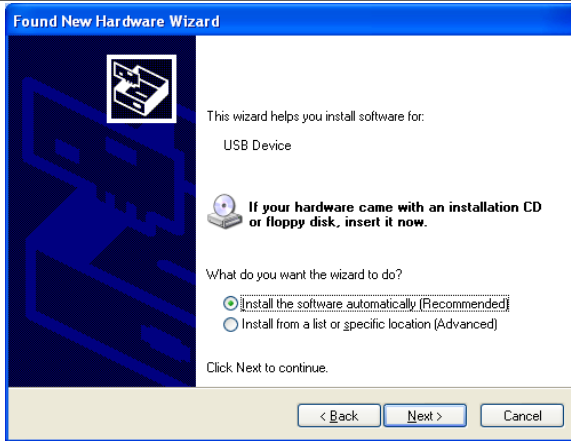 Found New Hardware Wizard
This wizard helps you install software for:
USB Device
If your hardware came with an installation CD
or floppy disk, insert it now.
What do you want the wizard to do?
Install the software automatically (Recommended)
Install from a list or specific location (Advanced)
Click Next to continue.
< Back
Next >
Cancel